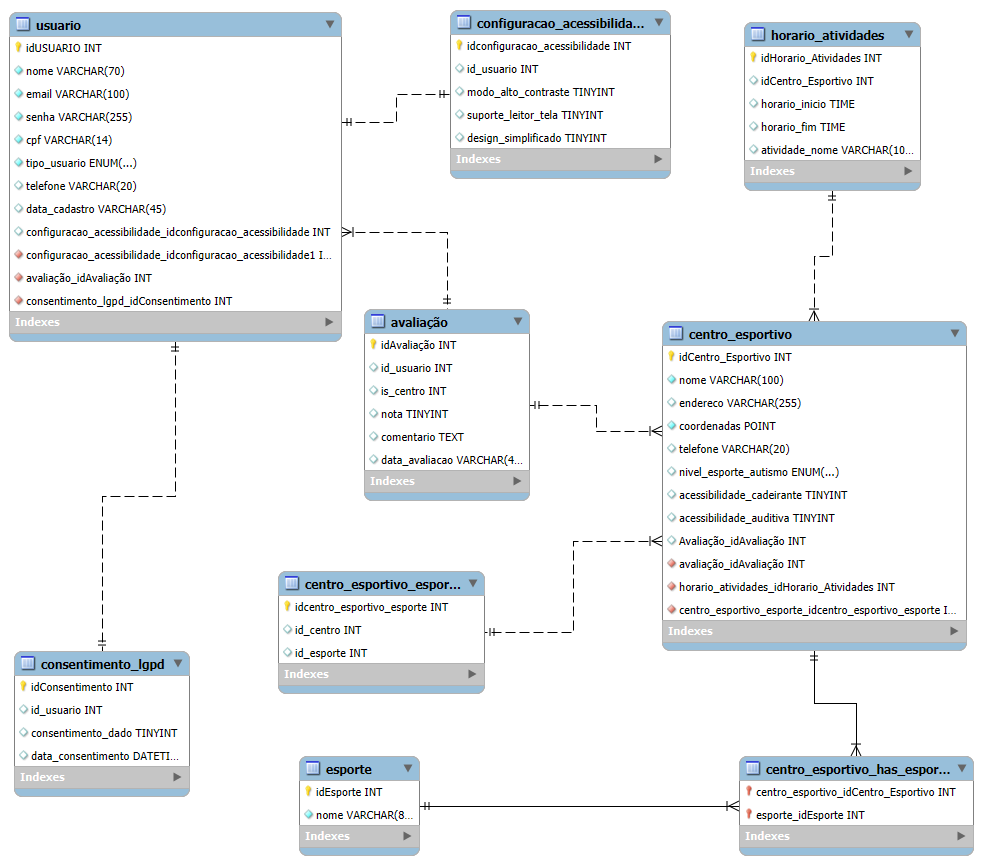 usuario
idUSUARIO INT
nome VARCHAR(70)
email VARCHAR(100)
senha VARCHAR(255)
cpf VARCHAR(14)
tipo_usuario ENUM(...)
telefone VARCHAR(20)
data_cadastro VARCHAR(45)
configuracao_acessibilidade_idconfiguracao_acessibilidade INT
configuracao_acessibilidade_idconfiguracao_acessibilidade1 I...
avaliação_idAvaliação INT
consentimento_lgpd_idConsentimento INT
Indexes
configuracao_acessibilida...
idconfiguracao_acessibilidade INT
id_usuario INT
modo_alto_contraste TINYINT
suporte_leitor_tela TINYINT
design_simplificado TINYINT
Indexes
horario_atividades
idHorario_Atividades INT
idCentro_Esportivo INT
horario_inicio TIME
horario_fim TIME
atividade_nome VARCHAR(10...
Indexes
avaliação
idAvaliação INT
id_usuario INT
is_centro INT
nota TINYINT
comentario TEXT
data_avaliacao VARCHAR(4...
Indexes
centro_esportivo
idCentro_Esportivo INT
nome VARCHAR(100)
endereco VARCHAR(255)
coordenadas POINT
telefone VARCHAR(20)
nivel_esporte_autismo ENUM(...)
acessibilidade_cadeirante TINYINT
acessibilidade_auditiva TINYINT
Avaliação_idAvaliação INT
avaliação_idAvaliação INT
horario_atividades_idHorario_Atividades INT
centro_esportivo_esporte_idcentro_esportivo_esporte I...
Indexes
centro_esportivo_espor...
idcentro_esportivo_esporte INT
id_centro INT
id_esporte INT
Indexes
consentimento_lgpd
idConsentimento INT
id_usuario INT
consentimento_dado TINYINT
data_consentimento DATETI...
Indexes
esporte
idEsporte INT
nome VARCHAR(8...
Indexes
centro_esportivo_has_espor...
centro_esportivo_idCentro_Esportivo INT
esporte_idEsporte INT
Indexes